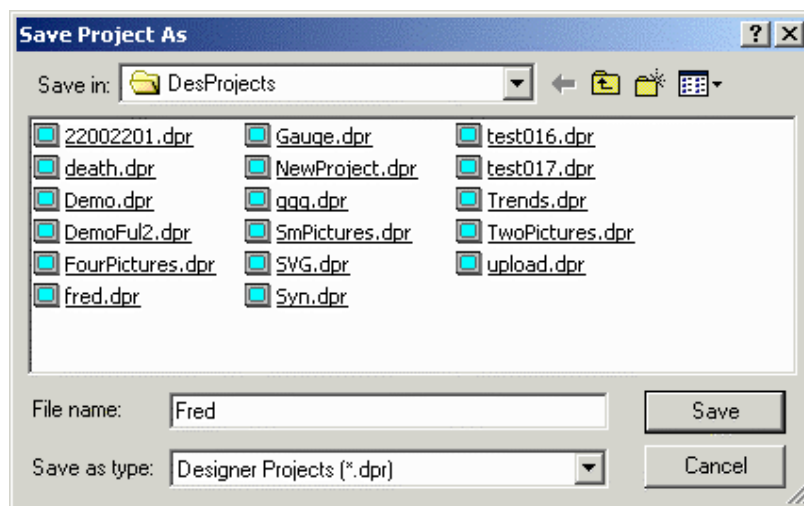 Save Project As
Save in: DesProjects
22002201.dpr Gauge.dpr test016.dpr
death.dpr NewProject.dpr test017.dpr
Demo.dpr qqq.dpr Trends.dpr
DemoFul2.dpr SmPictures.dpr TwoPictures.dpr
FourPictures.dpr SVG.dpr upload.dpr
fred.dpr Syn.dpr
File name: Fred Save
Save as type: Designer Projects (*.dpr) Cancel